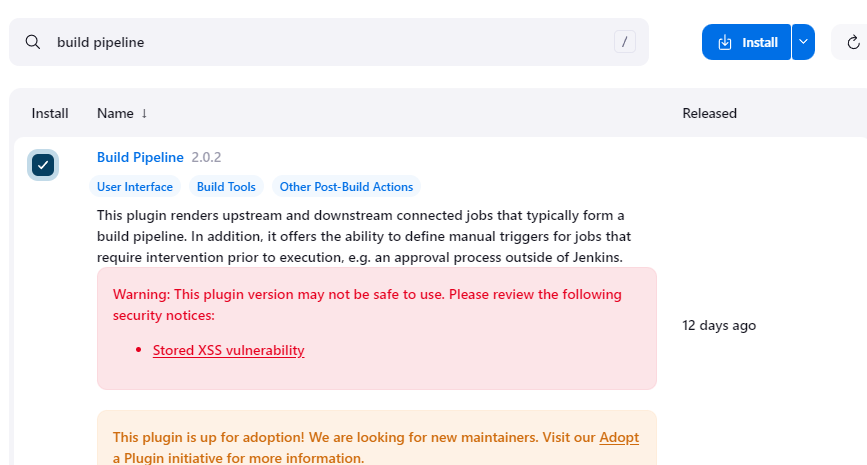 build pipeline
/
Install
Install
Name ↓
Released
Build Pipeline 2.0.2
User Interface
Build Tools
Other Post-Build Actions
This plugin renders upstream and downstream connected jobs that typically form a
build pipeline. In addition, it offers the ability to define manual triggers for jobs that
require intervention prior to execution, e.g. an approval process outside of Jenkins.
Warning: This plugin version may not be safe to use. Please review the following
security notices:
• Stored XSS vulnerability
12 days ago
This plugin is up for adoption! We are looking for new maintainers. Visit our Adopt
a Plugin initiative for more information.